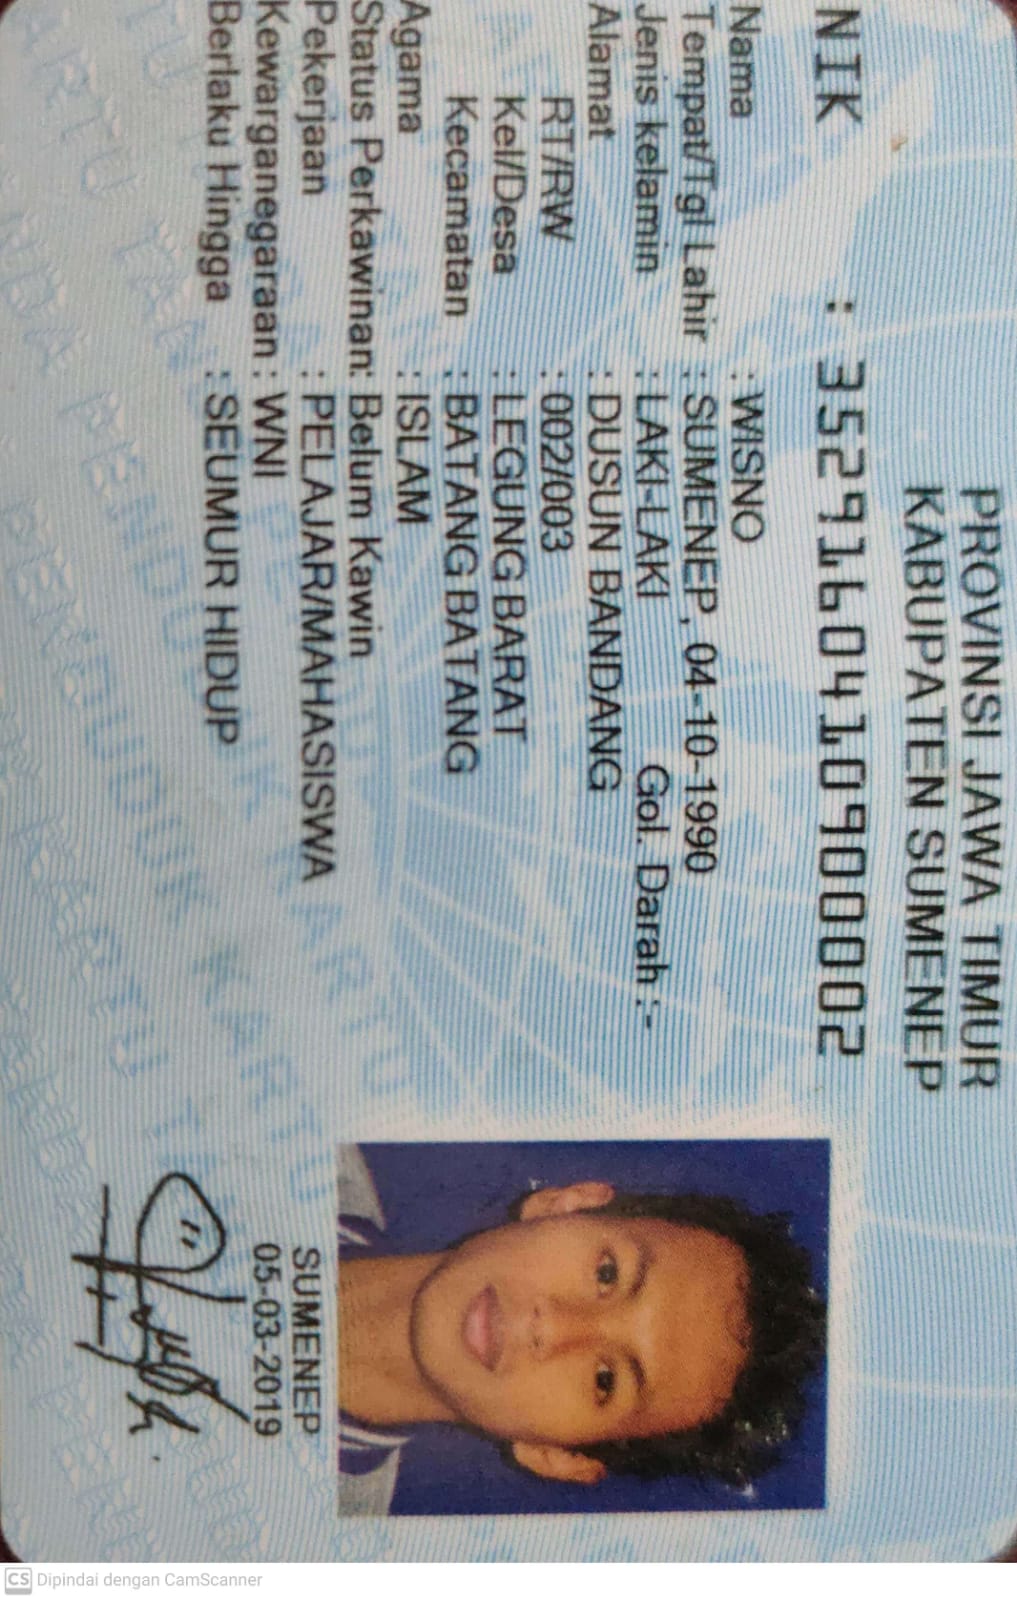 PROVINSI JAWA TIMUR
KABUPATEN SUMENEP
NIK : 3529160410900002
Nama : WISNO
Tempat/Tgl Lahir : SUMENEP, 04-10-1990
Jenis kelamin : LAKI-LAKI Gol. Darah :-
Alamat : DUSUN BANDANG
RT/RW : 002/003
Kel/Desa : LEGUNG BARAT
Kecamatan : BATANG BATANG
Agama : ISLAM
Status Perkawinan: Belum Kawin
Pekerjaan : PELAJAR/MAHASISWA
Kewarganegaraan : WNI
Berlaku Hingga : SEUMUR HIDUP
SUMENEP
05-03-2019
CS Dipindai dengan CamScanner